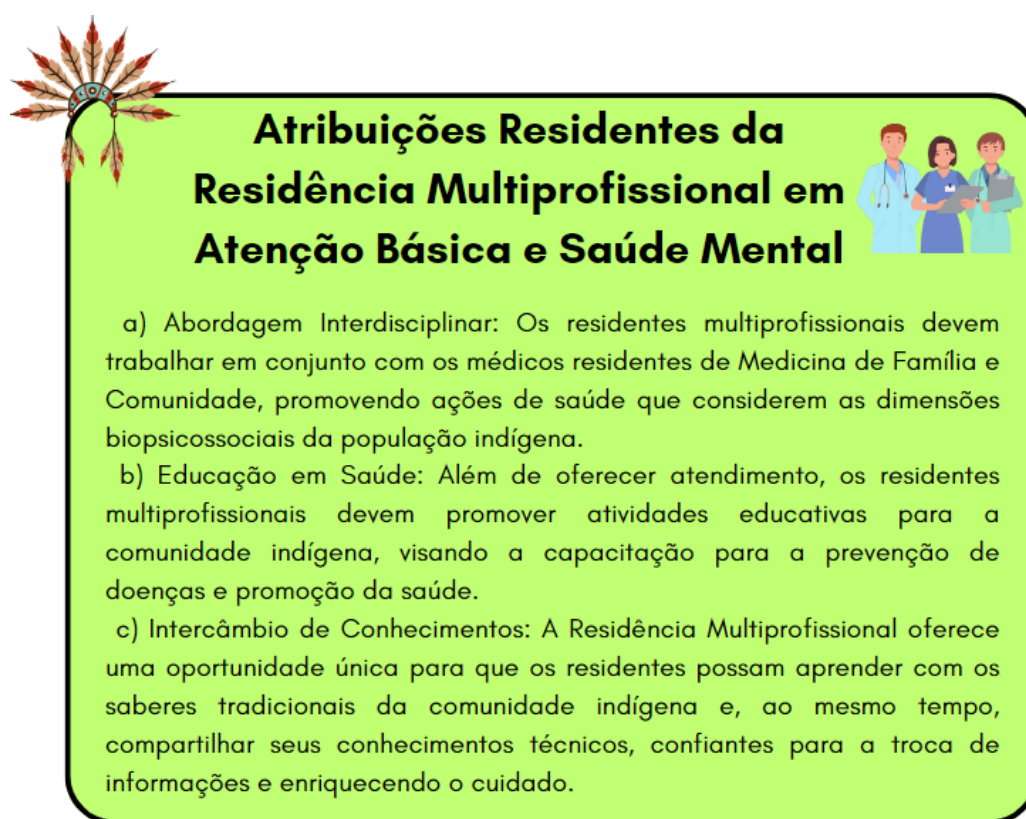 Atribuições Residentes da
Residência Multiprofissional em
Atenção Básica e Saúde Mental
a) Abordagem Interdisciplinar: Os residentes multiprofissionais devem
trabalhar em conjunto com os médicos residentes de Medicina de Família e
Comunidade, promovendo ações de saúde que considerem as dimensões
biopsicossociais da população indígena.
b) Educação em Saúde: Além de oferecer atendimento, os residentes
multiprofissionais devem promover atividades educativas para a
comunidade indígena, visando a capacitação para a prevenção de
doenças e promoção da saúde.
c) Intercâmbio de Conhecimentos: A Residência Multiprofissional oferece
uma oportunidade única para que os residentes possam aprender com os
saberes tradicionais da comunidade indígena e, ao mesmo tempo,
compartilhar seus conhecimentos técnicos, confiantes para a troca de
informações e enriquecendo o cuidado.